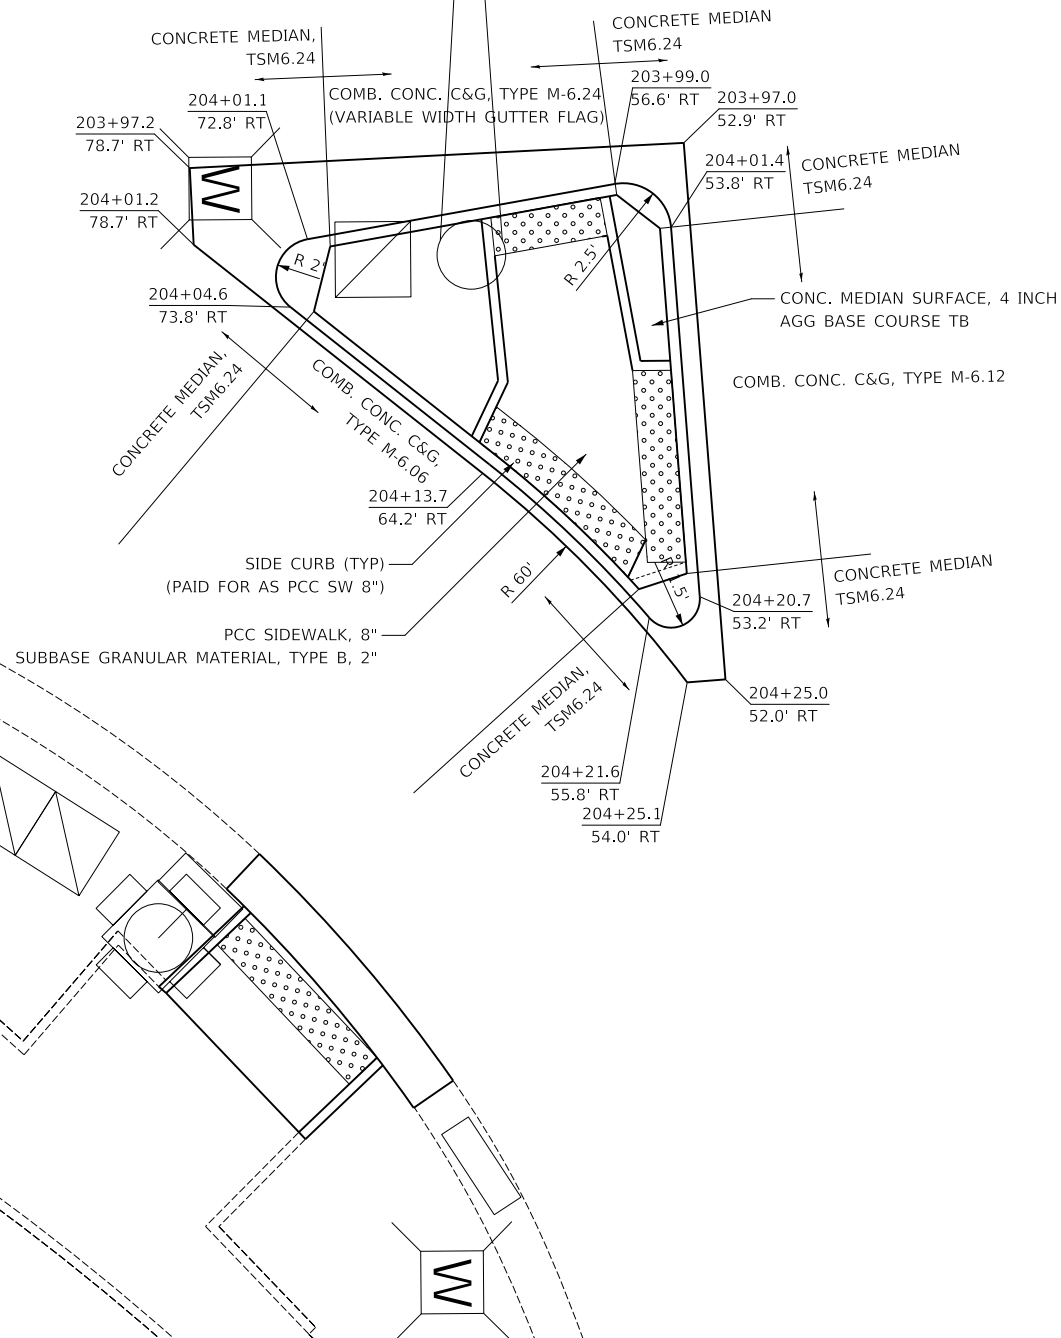 CONCRETE MEDIAN,
TSM6.24
CONCRETE MEDIAN
TSM6.24
COMB. CONC. C&G, TYPE M-6.24
(VARIABLE WIDTH GUTTER FLAG)
203+99.0
56.6' RT
203+97.0
52.9' RT
204+01.1
72.8' RT
203+97.2
78.7' RT
204+01.2
78.7' RT
W
204+01.4
53.8' RT
CONCRETE MEDIAN
TSM6.24
R 2'
R 2.5'
204+04.6
73.8' RT
CONC. MEDIAN SURFACE, 4 INCH
AGG BASE COURSE TB
COMB. CONC. C&G, TYPE M-6.12
CONCRETE MEDIAN,
TSM6.24
COMB. CONC. C&G,
TYPE M-6.06
204+13.7
64.2' RT
SIDE CURB (TYP)
(PAID FOR AS PCC SW 8")
R 60'
R 1.5'
CONCRETE MEDIAN
TSM6.24
204+20.7
53.2' RT
PCC SIDEWALK, 8"
SUBBASE GRANULAR MATERIAL, TYPE B, 2"
CONCRETE MEDIAN,
TSM6.24
204+25.0
52.0' RT
204+21.6
55.8' RT
204+25.1
54.0' RT
W